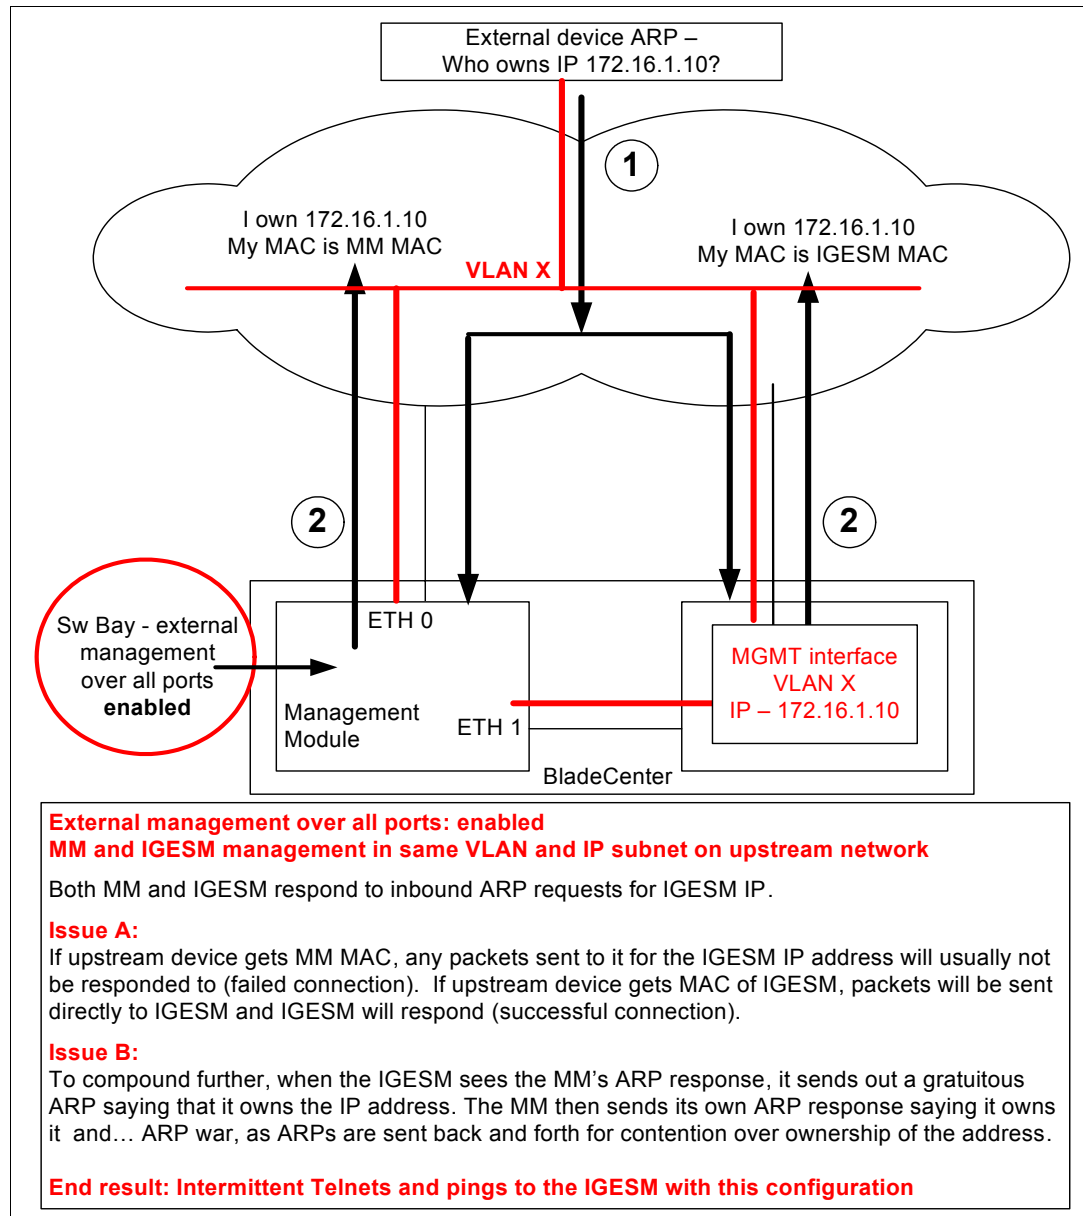 External device ARP –
Who owns IP 172.16.1.10?
1
I own 172.16.1.10
My MAC is MM MAC
I own 172.16.1.10
My MAC is IGESM MAC
VLAN X
2
2
Sw Bay - external
management
over all ports
enabled
ETH 0
Management
Module
ETH 1
MGMT interface
VLAN X
IP – 172.16.1.10
BladeCenter
External management over all ports: enabled
MM and IGESM management in same VLAN and IP subnet on upstream network
Both MM and IGESM respond to inbound ARP requests for IGESM IP.
Issue A:
If upstream device gets MM MAC, any packets sent to it for the IGESM IP address will usually not
be responded to (failed connection).  If upstream device gets MAC of IGESM, packets will be sent
directly to IGESM and IGESM will respond (successful connection).
Issue B:
To compound further, when the IGESM sees the MM's ARP response, it sends out a gratuitous
ARP saying that it owns the IP address. The MM then sends its own ARP response saying it owns
it  and… ARP war, as ARPs are sent back and forth for contention over ownership of the address.
End result: Intermittent Telnets and pings to the IGESM with this configuration